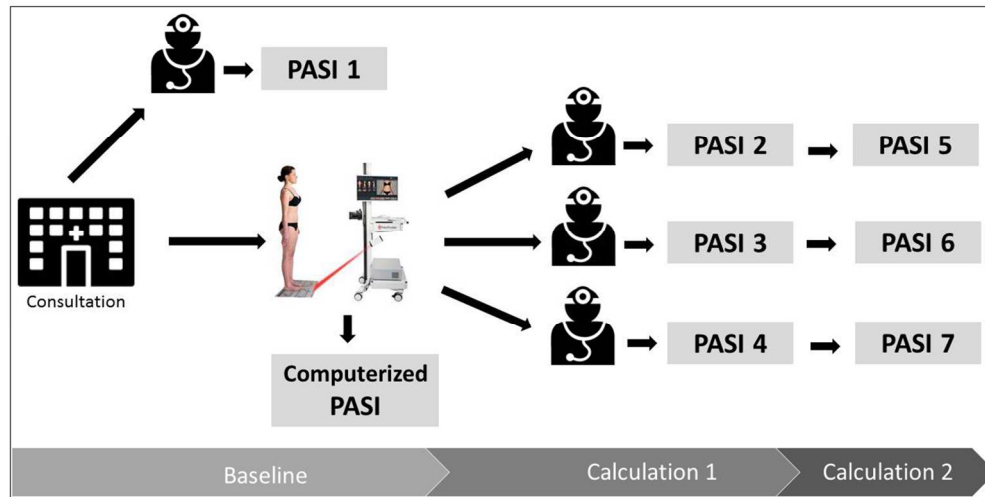 PASI 1
PASI 2
PASI 5
PASI 3
PASI 6
Consultation
PASI 4
PASI 7
Computerized
PASI
Baseline
Calculation 1
Calculation 2